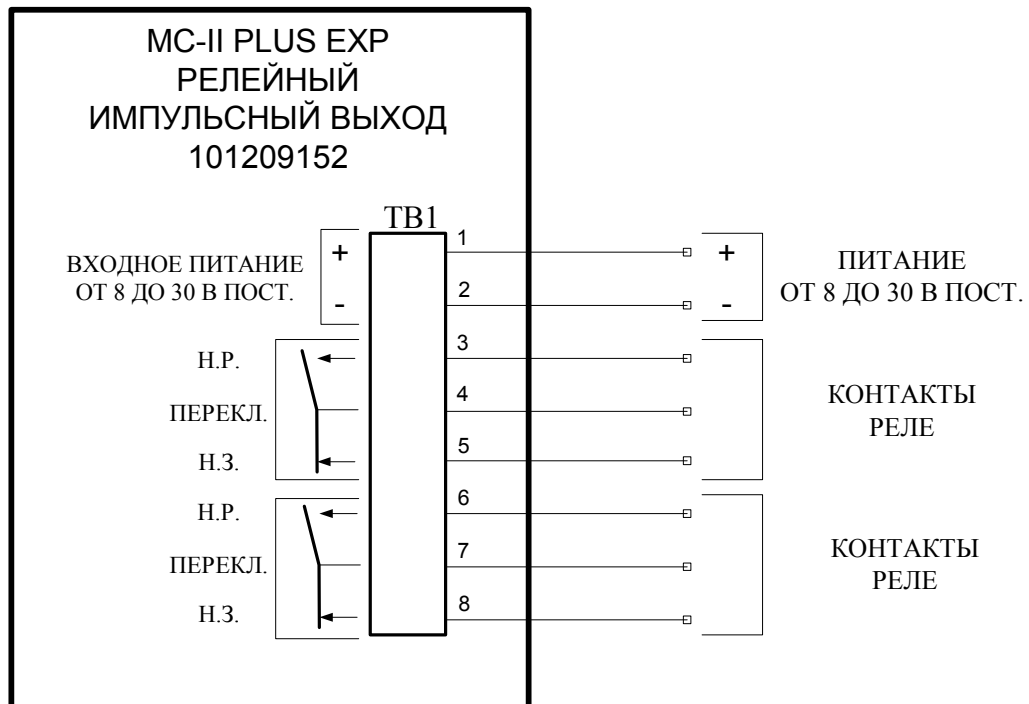 MC-II PLUS EXP
РЕЛЕЙНЫЙ
ИМПУЛЬСНЫЙ ВЫХОД
101209152
TB1
ВХОДНОЕ ПИТАНИЕ
ОТ 8 ДО 30 В ПОСТ.
+
-
1
2
+
-
ПИТАНИЕ
ОТ 8 ДО 30 В ПОСТ.
Н.Р.
ПЕРЕКЛ.
Н.З.
3
4
5
КОНТАКТЫ
РЕЛЕ
Н.Р.
ПЕРЕКЛ.
Н.З.
6
7
8
КОНТАКТЫ
РЕЛЕ